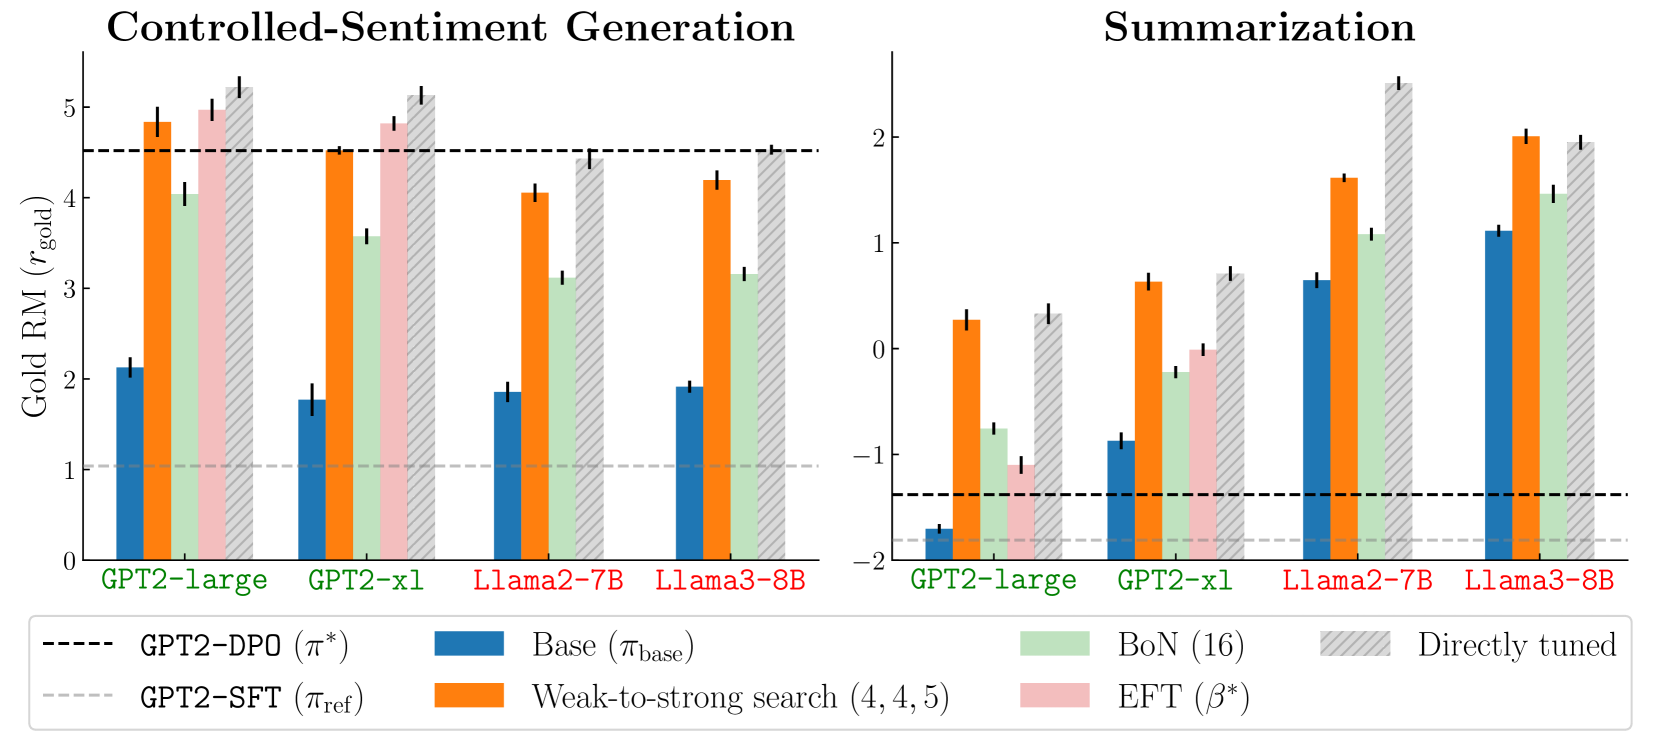 Controlled-Sentiment Generation
Gold RM (r_gold)
5
4
3
2
1
0
GPT2-large
GPT2-xl
Llama2-7B
Llama3-8B
Summarization
2
1
0
−1
−2
GPT2-large
GPT2-xl
Llama2-7B
Llama3-8B
GPT2-DPO (π*)
Base (π_base)
BoN (16)
Directly tuned
GPT2-SFT (π_ref)
Weak-to-strong search (4, 4, 5)
EFT (β*)